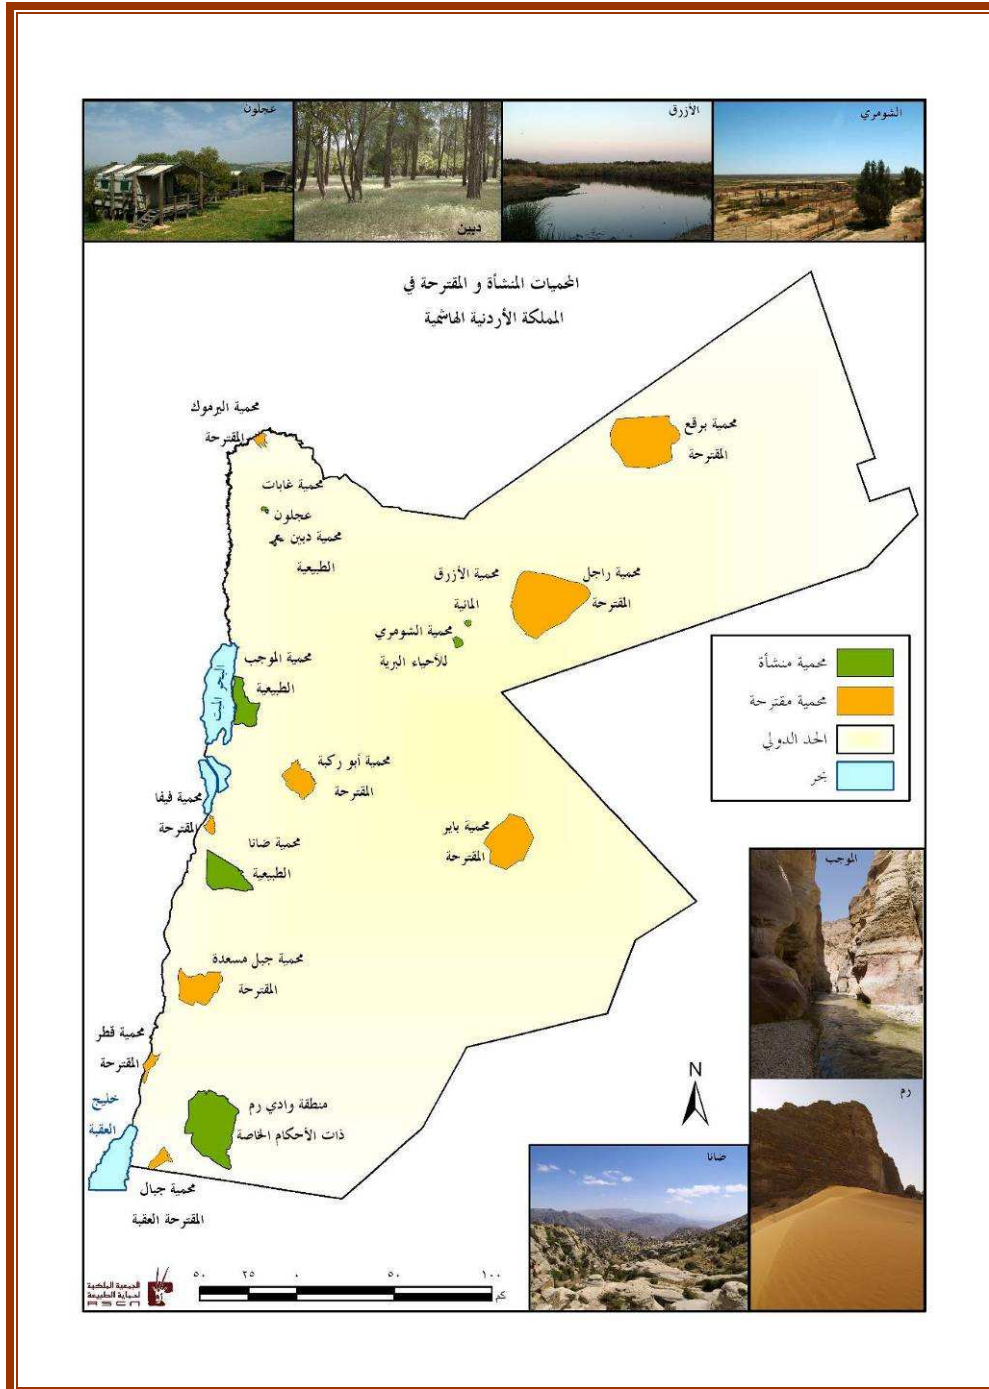 عجلون
دبين
الأزرق
الشومري
المحميات المنشأة و المقترحة في
المملكة الأردنية الهاشمية
محمية اليرموك
المقترحة
محمية برقع
المقترحة
محمية غابات
عجلون
محمية دبين
الطبيعية
محمية الأزرق
المائية
محمية راجل
المقترحة
محمية الشومري
للأحياء البرية
محمية الموجب
الطبيعية
البحر الميت
محمية منشأة
محمية مقترحة
الحد الدولي
بحر
محمية أبو ركبة
المقترحة
محمية فيفا
المقترحة
محمية باير
المقترحة
محمية ضانا
الطبيعية
الموجب
محمية جبل مسعدة
المقترحة
محمية قطر
المقترحة
N
خليج
العقبة
منطقة وادي رم
ذات الأحكام الخاصة
رم
ضانا
محمية جبال
المقترحة العقبة
٥٠ ٢٥ ٠ ٥٠ ١٠٠
كم
الجمعية الملكية
لحماية الطبيعة
RSCN